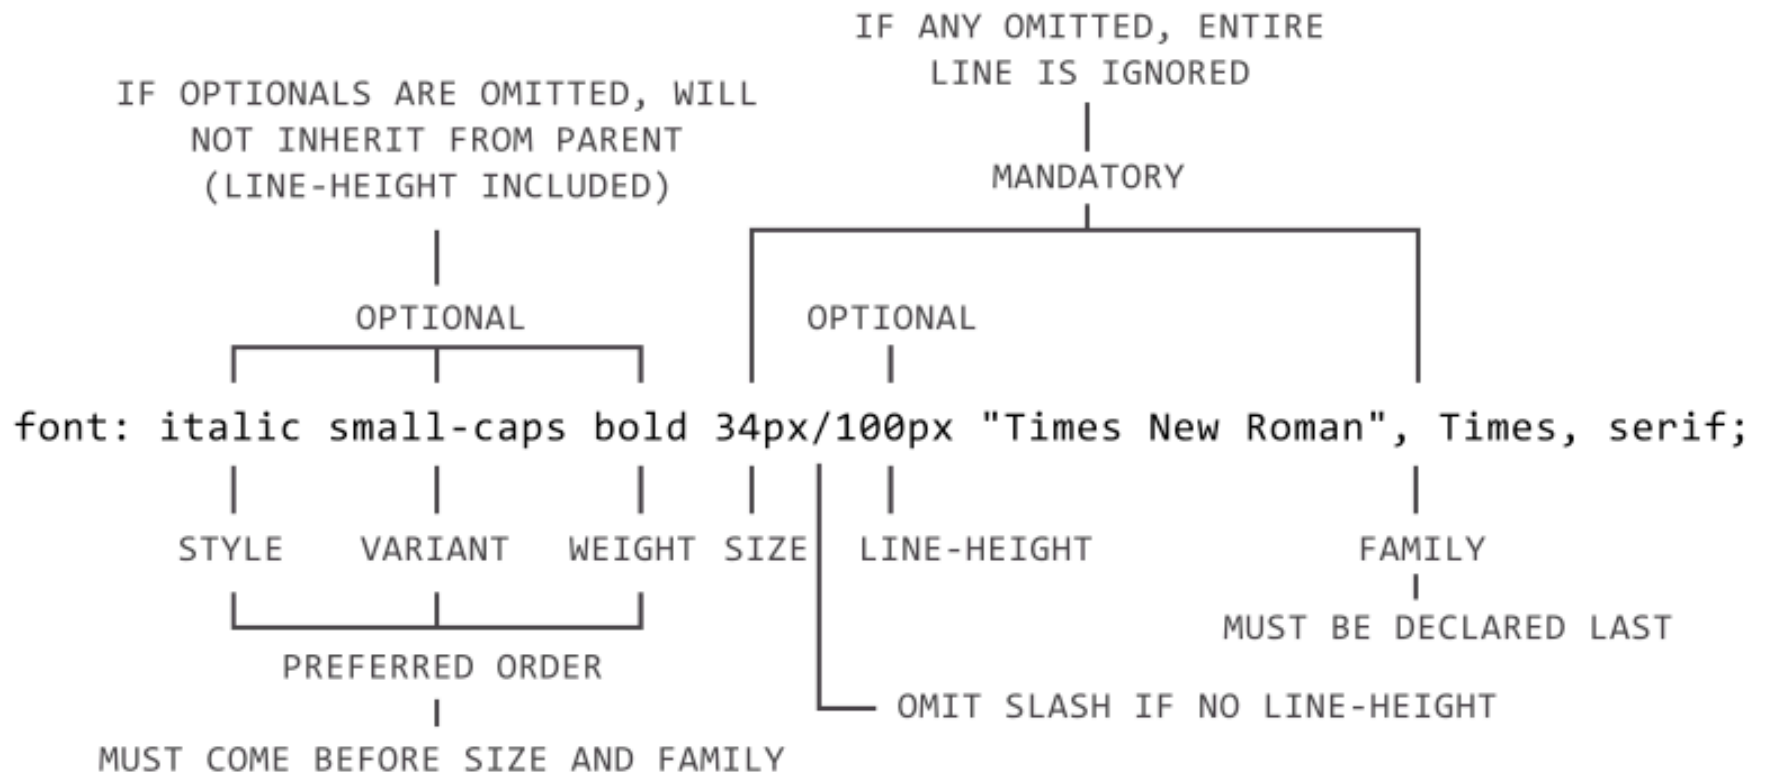 IF ANY OMITTED, ENTIRE
LINE IS IGNORED
IF OPTIONALS ARE OMITTED, WILL
NOT INHERIT FROM PARENT
(LINE-HEIGHT INCLUDED)
MANDATORY
OPTIONAL
OPTIONAL
font: italic small-caps bold 34px/100px "Times New Roman", Times, serif;
STYLE
VARIANT
WEIGHT
SIZE
LINE-HEIGHT
FAMILY
MUST BE DECLARED LAST
PREFERRED ORDER
OMIT SLASH IF NO LINE-HEIGHT
MUST COME BEFORE SIZE AND FAMILY